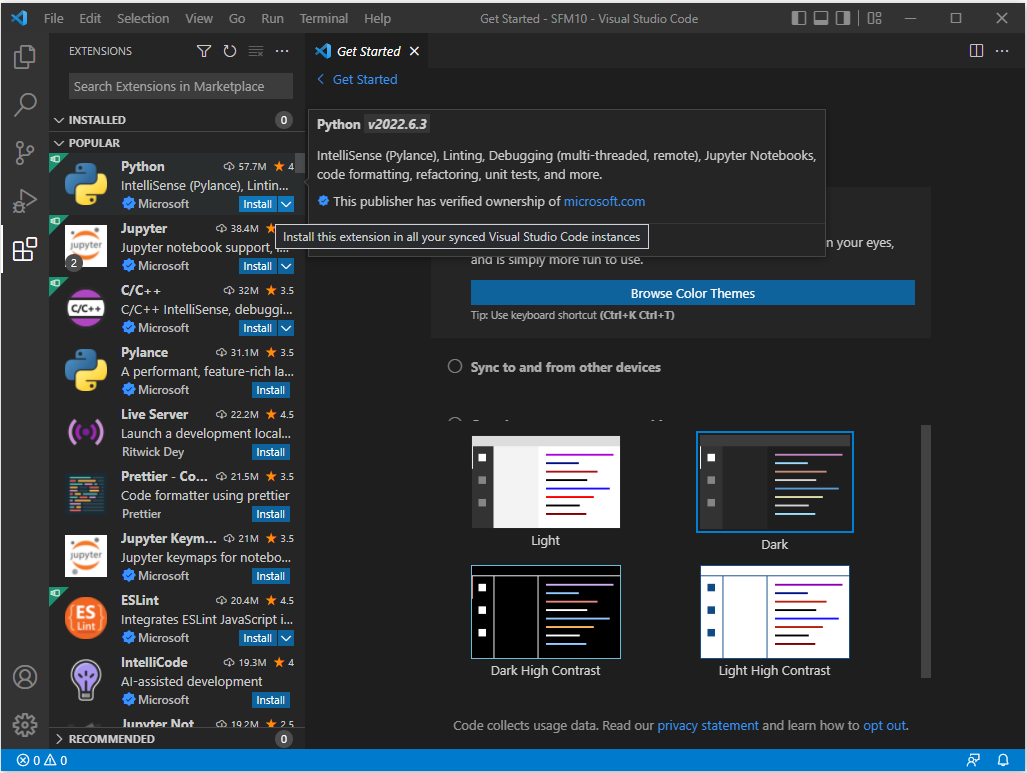 File Edit Selection View Go Run Terminal Help
Get Started - SFM10 - Visual Studio Code
EXTENSIONS
Search Extensions in Marketplace
INSTALLED 0
POPULAR
Python 57.7M 4
IntelliSense (Pylance), Lintin...
Microsoft Install
Jupyter 38.4M
Jupyter notebook support,
2 Microsoft Install
C/C++ 32M 3.5
C/C++ C/C++ IntelliSense, debuggi...
Microsoft Install
Pylance 31.1M 3.5
A performant, feature-rich la...
Microsoft Install
Live Server 22.2M 4.5
Launch a development local...
Ritwick Dey Install
Prettier - Co... 21.5M 3.5
Code formatter using prettier
Prettier Install
Jupyter Keym... 21M 3.5
Jupyter keymaps for notebo...
Microsoft Install
ESLint 20.4M 4.5
Integrates ESLint JavaScript i...
Microsoft Install
IntelliCode 19.3M 4
AI-assisted development
Microsoft Install
Jupyter Not 19.2M 2.5
RECOMMENDED 0
jupyter
jupyter
ES
Lint
Get Started
Get Started
Python v2022.6.3
IntelliSense (Pylance), Linting, Debugging (multi-threaded, remote), Jupyter Notebooks,
code formatting, refactoring, unit tests, and more.
This publisher has verified ownership of microsoft.com
Install this extension in all your synced Visual Studio Code instances
n your eyes,
and is simply more fun to use.
Browse Color Themes
Tip: Use keyboard shortcut (Ctrl+K Ctrl+T)
Sync to and from other devices
Light
Dark
Dark High Contrast
Light High Contrast
Code collects usage data. Read our privacy statement and learn how to opt out.
0 0